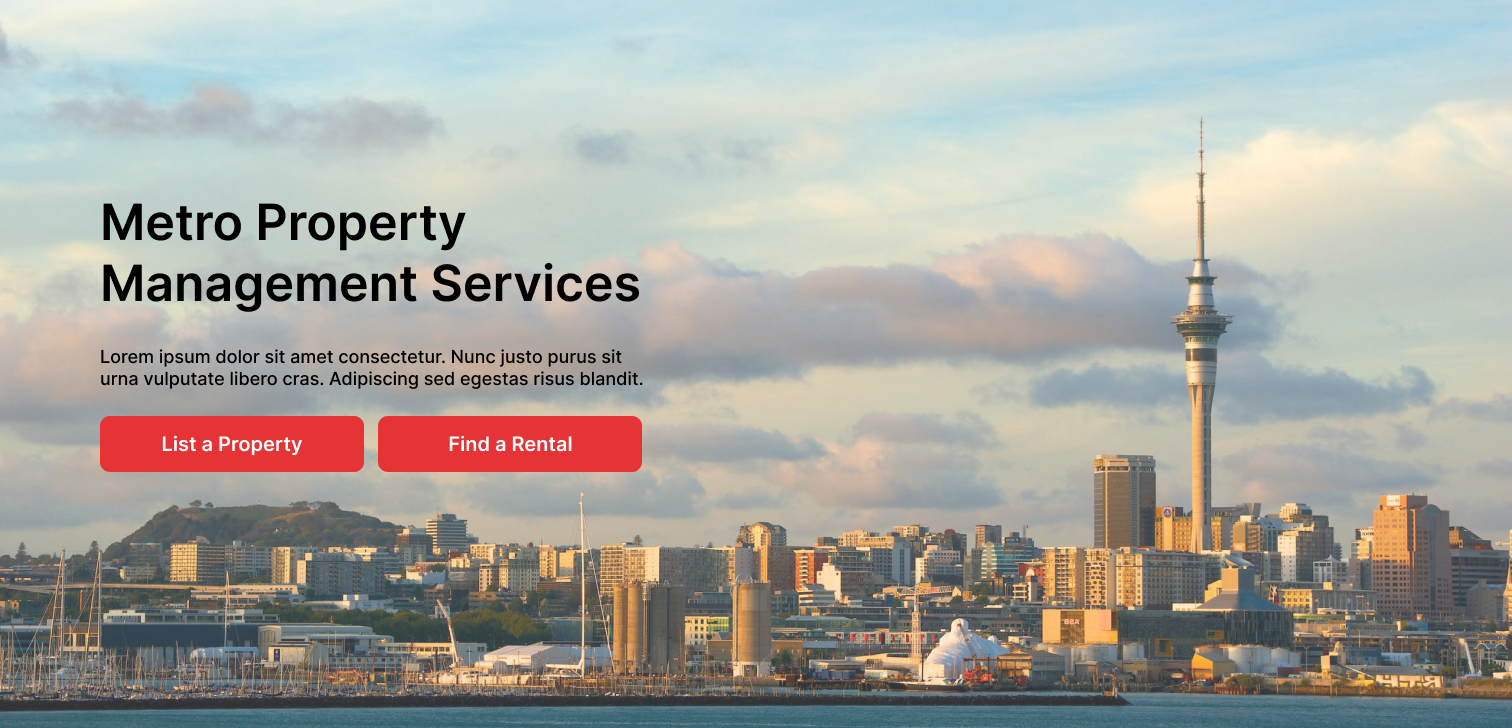 Metro Property
Management Services
Lorem ipsum dolor sit amet consectetur. Nunc justo purus sit
urna vulputate libero cras. Adipiscing sed egestas risus blandit.
List a Property
Find a Rental